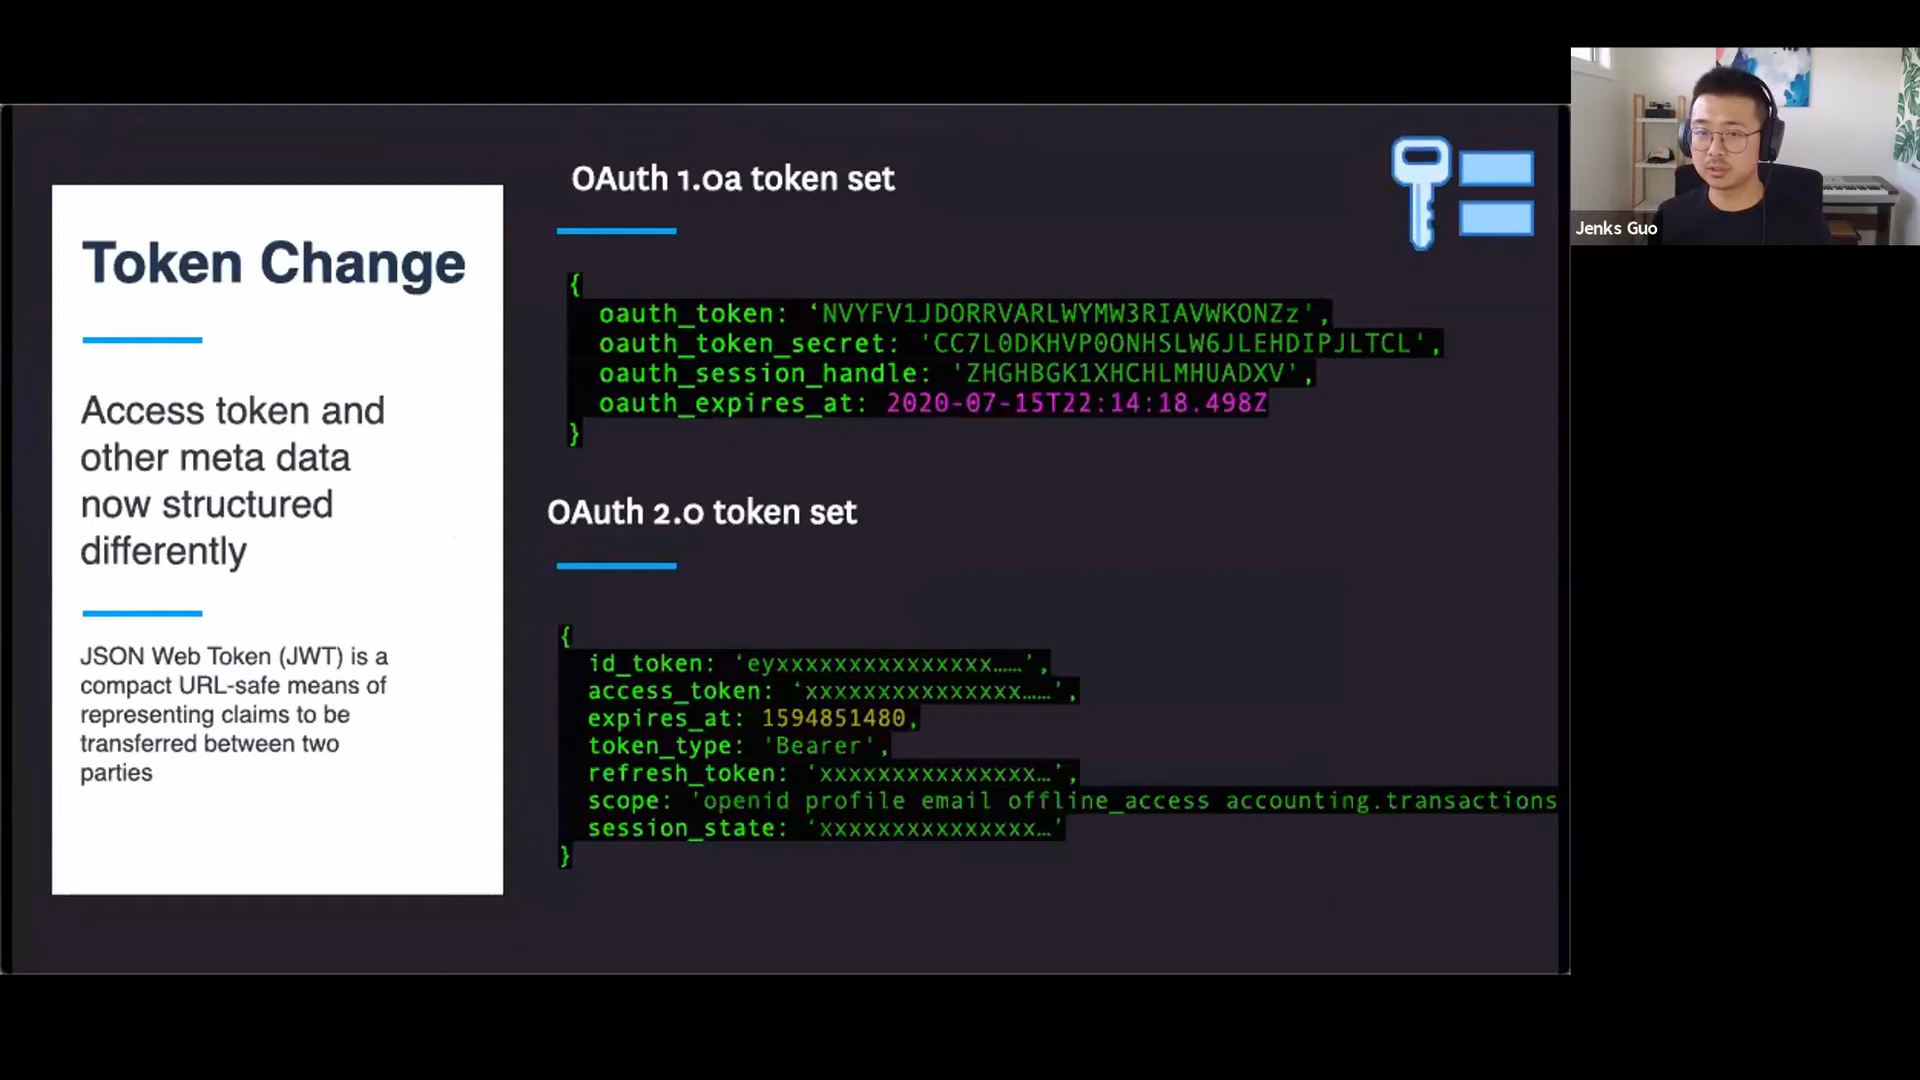 Token Change
Access token and
other meta data
now structured
differently
JSON Web Token (JWT) is a
compact URL-safe means of
representing claims to be
transferred between two
parties
OAuth 1.0a token set
{
oauth_token: ‘NVYFV1JDORRVARLWYMW3RIAVWKONZz',
oauth_token_secret: 'CC7L0DKHVP0ONHSLW6JLEHDIPJLTCL',
oauth_session_handle: 'ZHGHBGK1XHCHLMHUADXV',
oauth_expires_at: 2020-07-15T22:14:18.498Z
}
OAuth 2.0 token set
{
id_token: ‘eyxxxxxxxxxxxxxxx……’,
access_token: ‘xxxxxxxxxxxxxxx……’,
expires_at: 1594851480,
token_type: 'Bearer',
refresh_token: ‘xxxxxxxxxxxxxxx…’,
scope: 'openid profile email offline_access accounting.transactions
session_state: ‘xxxxxxxxxxxxxxx…’
}
Jenks Guo